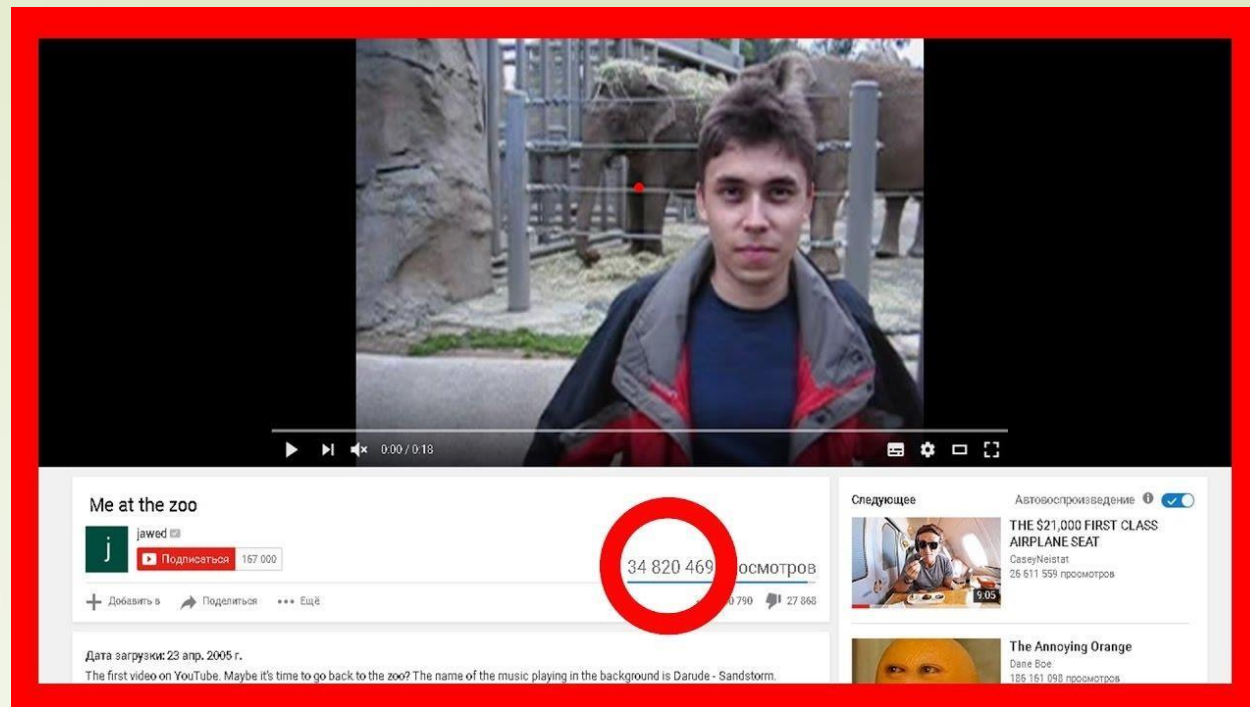 0:00 / 0:18
Me at the zoo
jawed
j
Подписаться 167 000
34 820 469
27 868
Добавить в Поделиться ••• Ещё
Дата загрузки: 23 апр. 2005 г.
The first video on YouTube. Maybe it's time to go back to the zoo? The name of the music playing in the background is Darude - Sandstorm.
Следующее Автовоспроизведение
THE $21,000 FIRST CLASS
AIRPLANE SEAT
CaseyNeistat
26 611 559 просмотров
9:05
The Annoying Orange
Dane Boe
186 161 098 просмотров